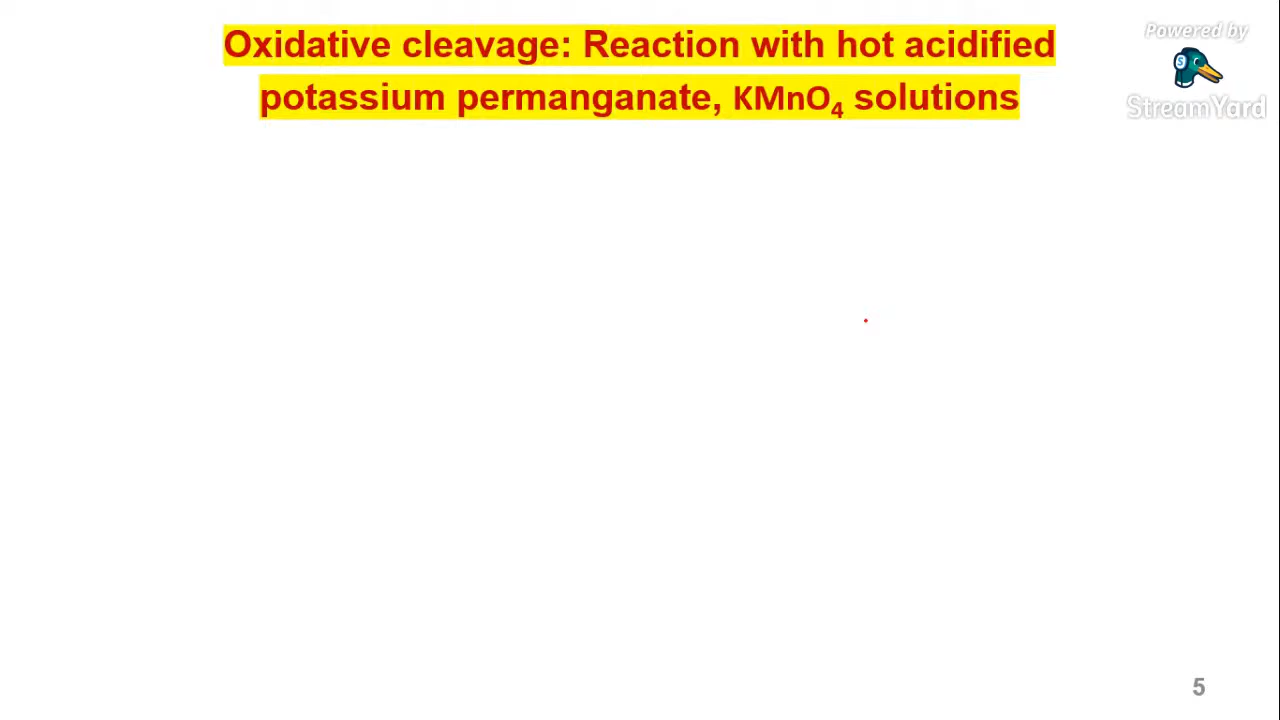 Oxidative cleavage: Reaction with hot acidified
potassium permanganate, KMnO₄ solutions
Powered by
S
StreamYard
5